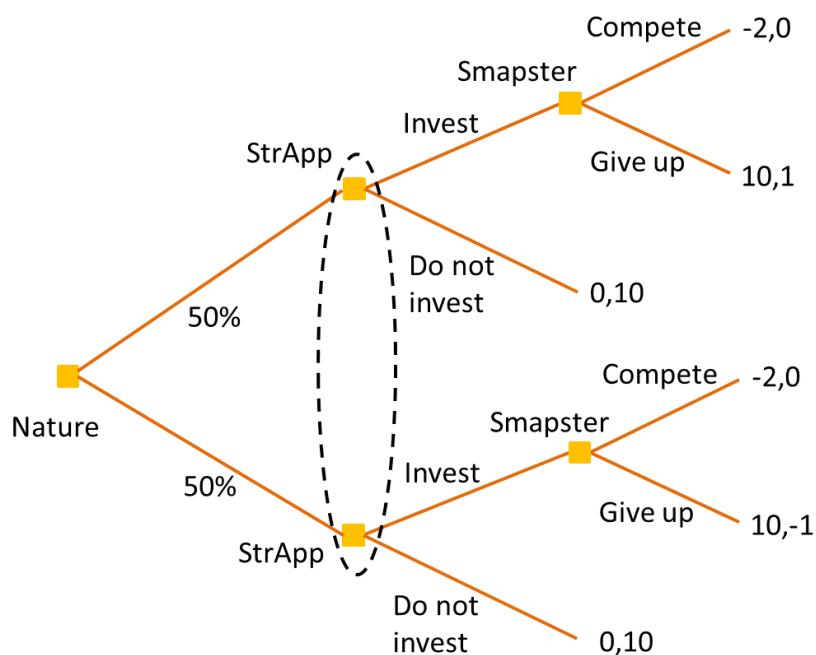 Compete
-2,0
Smapster
Invest
StrApp
Give up
10,1
Do not
invest
0,10
50%
Compete
-2,0
Nature
Smapster
Invest
50%
Give up
10,-1
StrApp
Do not
invest
0,10